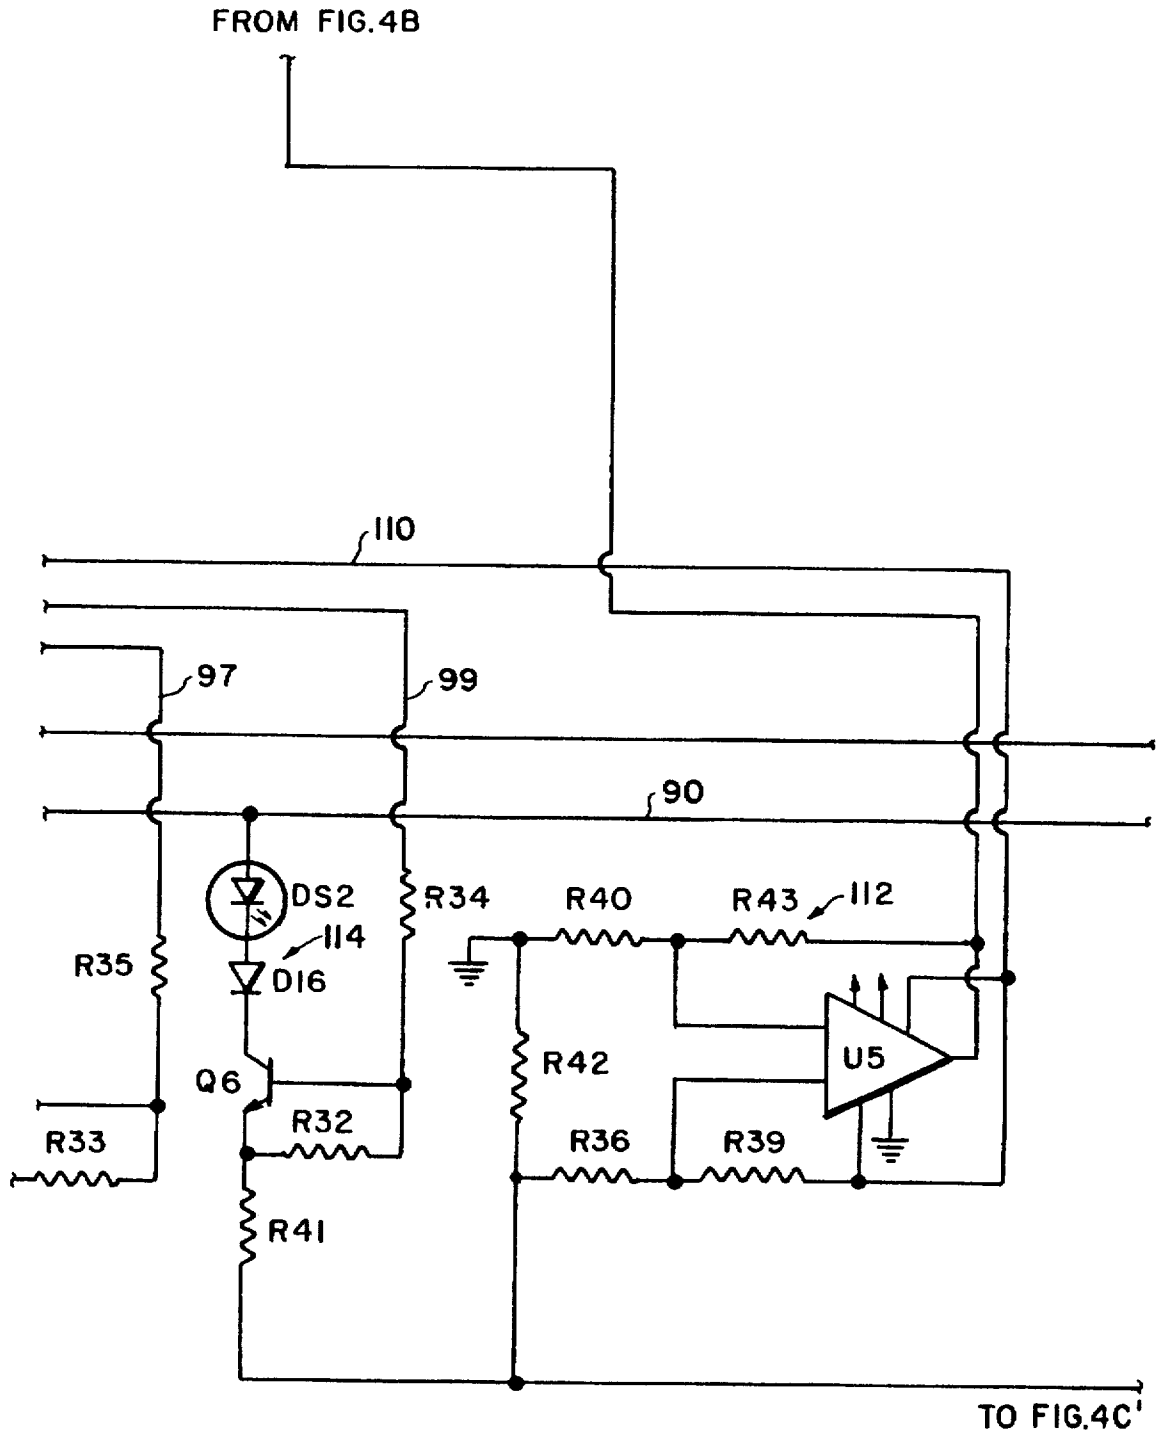 FROM FIG.4B
110
97
99
90
DS2
R34
R40
R43
112
114
R35
D16
U5
R42
Q6
R32
R33
R36
R39
R41
TO FIG.4C'